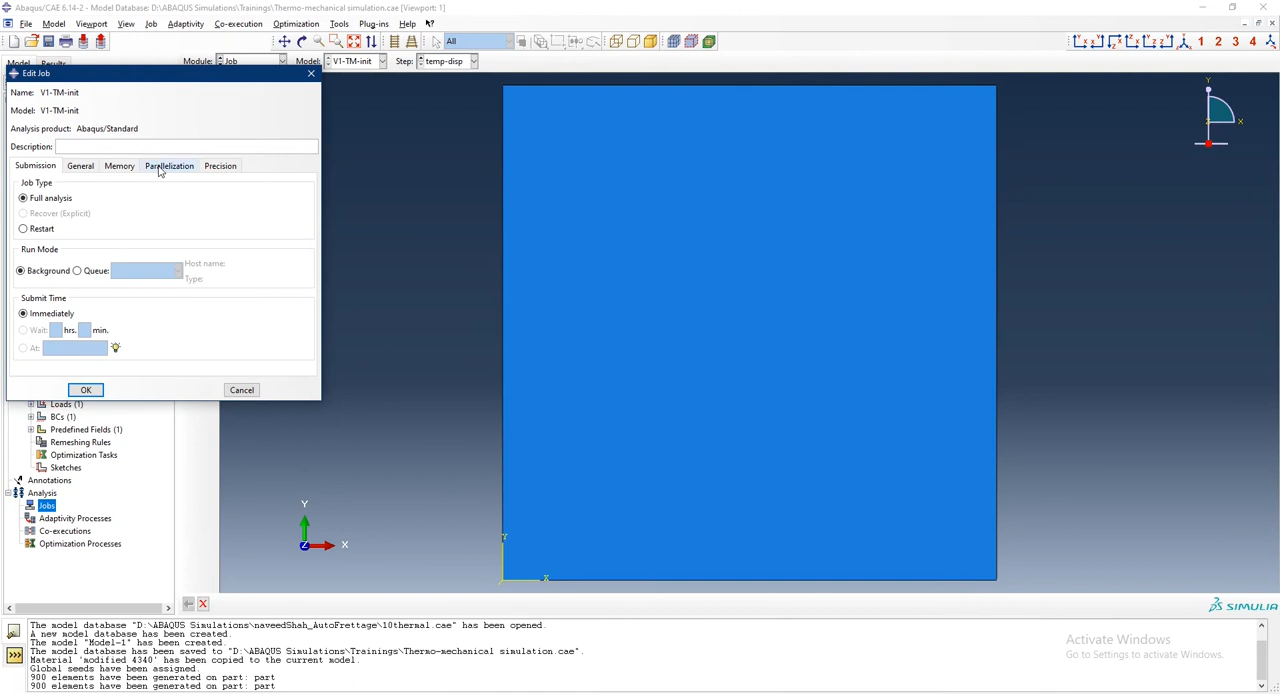 Abaqus/CAE 6.14-2 - Model Database: D:\ABAQUS Simulations\Trainings\Thermo-mechanical simulation.cae [Viewport: 1]
File Model Viewport View Job Adaptivity Co-execution Optimization Tools Plug-ins Help
All 1 2 3 4
Model Results Module: Job Model: V1-TM-init Step: temp-disp
Edit Job
Name: V1-TM-init
Model: V1-TM-init
Analysis product: Abaqus/Standard
Description:
Submission General Memory Parallelization Precision
Job Type
Full analysis
Recover (Explicit)
Restart
Run Mode
Background Queue: Host name:
Type:
Submit Time
Immediately
Wait: hrs. min.
At:
OK Cancel
Loads (1)
BCs (1)
Predefined Fields (1)
Remeshing Rules
Optimization Tasks
Sketches
Annotations
Analysis
Jobs
Adaptivity Processes
Co-executions
Optimization Processes
Y
X
Z
Y
X
Y
X
SIMULIA
The model database "D:\ABAQUS Simulations\naveedShah_AutoFrettage\10thermal.cae" has been opened.
A new model database has been created.
The model "Model-1" has been created.
The model database has been saved to "D:\ABAQUS Simulations\Trainings\Thermo-mechanical simulation.cae".
Material 'modified 4340' has been copied to the current model.
Global seeds have been assigned.
900 elements have been generated on part: part
900 elements have been generated on part: part
Activate Windows
Go to Settings to activate Windows.